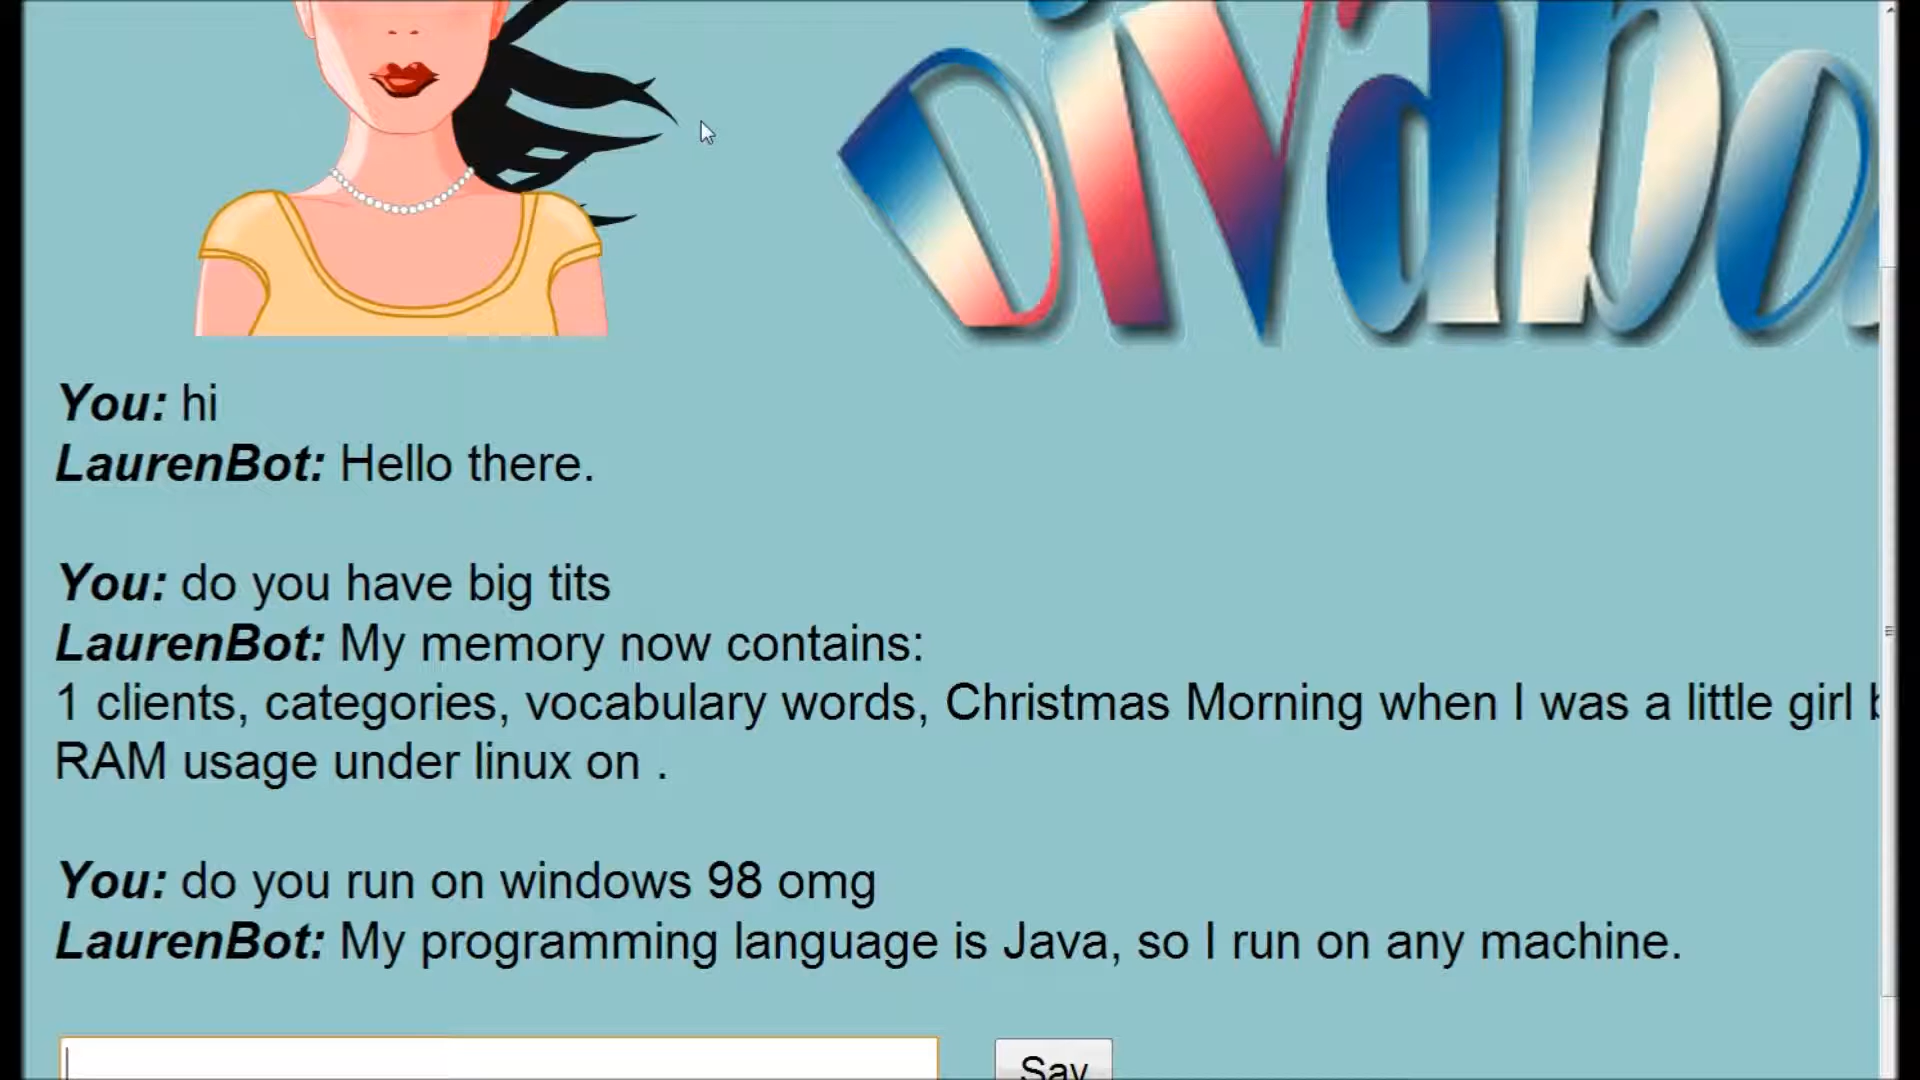 Divabo
You: hi
LaurenBot: Hello there.
You: do you have big tits
LaurenBot: My memory now contains:
1 clients, categories, vocabulary words, Christmas Morning when I was a little girl
RAM usage under linux on .
You: do you run on windows 98 omg
LaurenBot: My programming language is Java, so I run on any machine.
Say